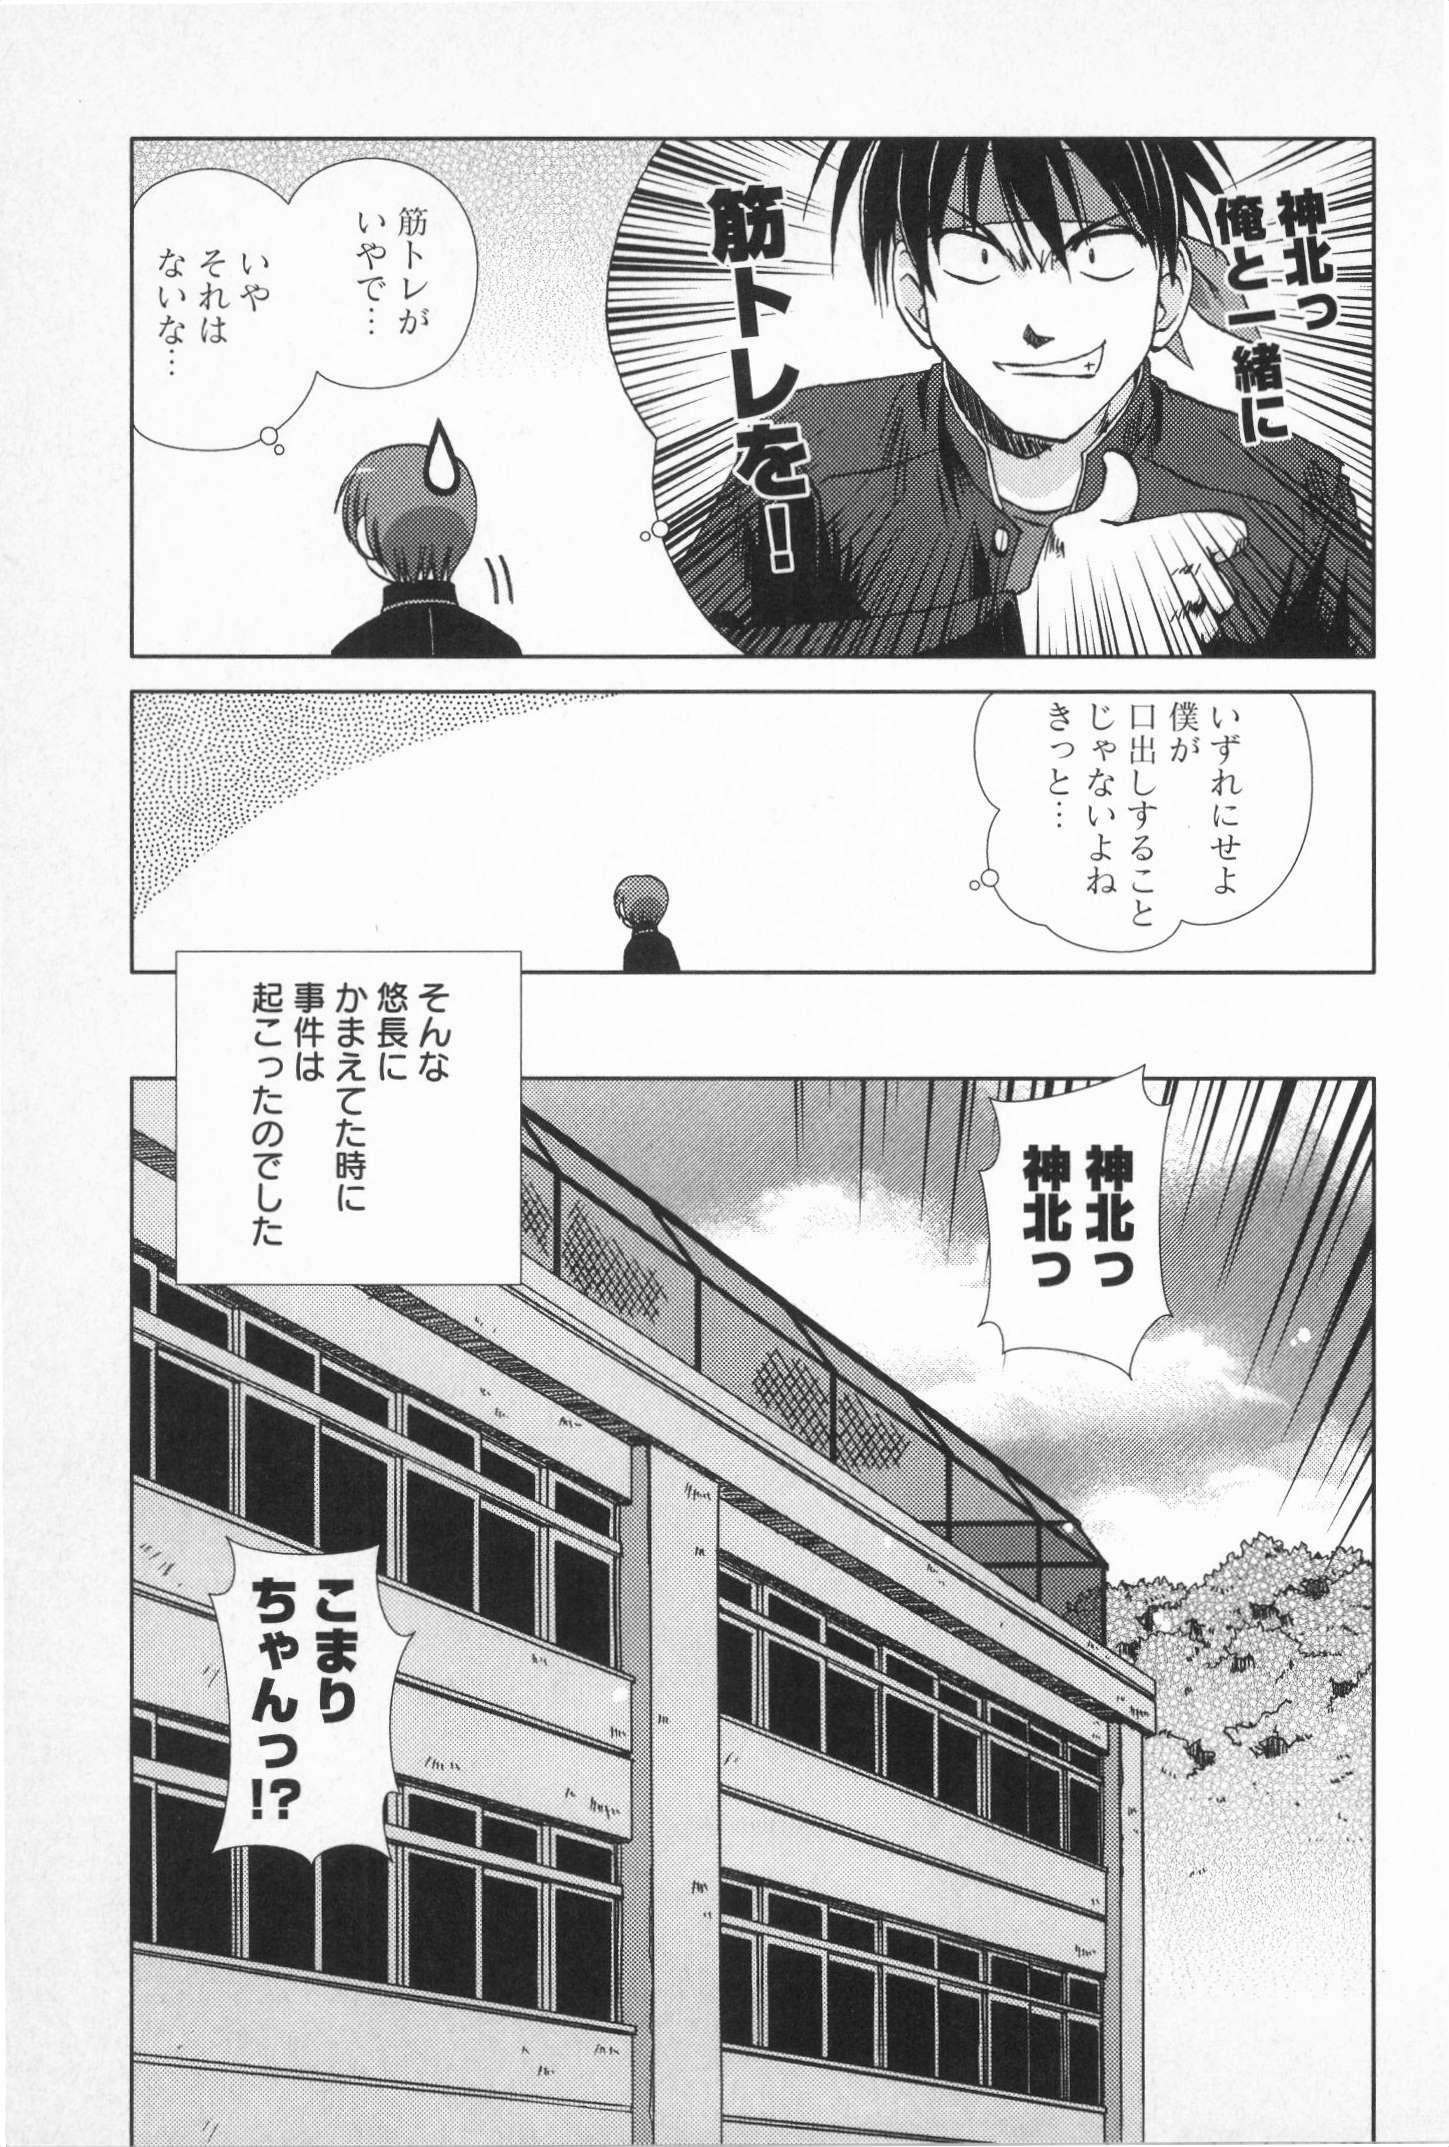 神北っ
俺と一緒に
筋トレを!
筋トレが
いやで…
いや
それは
ないな…
いずれにせよ
僕が
口出しすること
じゃないよね
きっと…
そんな
悠長に
かまえてた時に
事件は
起こったのでした
神北っ
神北っ
こまり
ちゃんっ!?